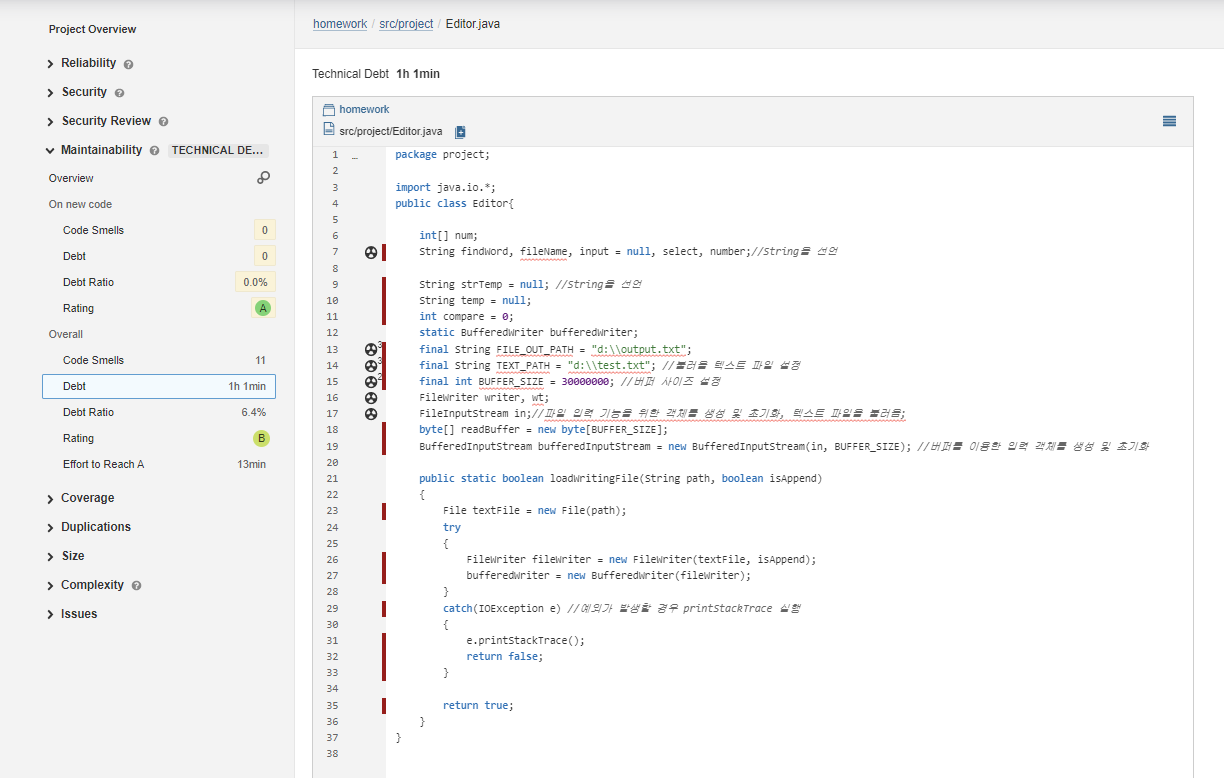 Project Overview
Reliability
Security
Security Review
Maintainability TECHNICAL DE...
Overview
On new code
Code Smells 0
Debt 0
Debt Ratio 0.0%
Rating A
Overall
Code Smells 11
Debt 1h 1min
Debt Ratio 6.4%
Rating B
Effort to Reach A 13min
Coverage
Duplications
Size
Complexity
Issues
homework / src/project / Editor.java
Technical Debt 1h 1min
homework
src/project/Editor.java
1 package project;
2
3 import java.io.*;
4 public class Editor{
5
6 int[] num;
7 String findWord, fileName, input = null, select, number;//String을 선언
8
9 String strTemp = null; //String을 선언
10 String temp = null;
11 int compare = 0;
12 static BufferedWriter bufferedWriter;
13 3 final String FILE_OUT_PATH = "d:\\output.txt";
14 3 final String TEXT_PATH = "d:\\test.txt"; //불러올 텍스트 파일 설정
15 2 final int BUFFER_SIZE = 30000000; //버퍼 사이즈 설정
16 FileWriter writer, wt;
17 FileInputStream in;//파일 입력 기능을 위한 객체를 생성 및 초기화, 텍스트 파일을 불러옴;
18 byte[] readBuffer = new byte[BUFFER_SIZE];
19 BufferedInputStream bufferedInputStream = new BufferedInputStream(in, BUFFER_SIZE); //버퍼를 이용한 입력 객체를 생성 및 초기화
20
21 public static boolean loadWritingFile(String path, boolean isAppend)
22 {
23 File textFile = new File(path);
24 try
25 {
26 FileWriter fileWriter = new FileWriter(textFile, isAppend);
27 bufferedWriter = new BufferedWriter(fileWriter);
28 }
29 catch(IOException e) //예외가 발생할 경우 printStackTrace 실행
30 {
31 e.printStackTrace();
32 return false;
33 }
34
35 return true;
36 }
37 }
38